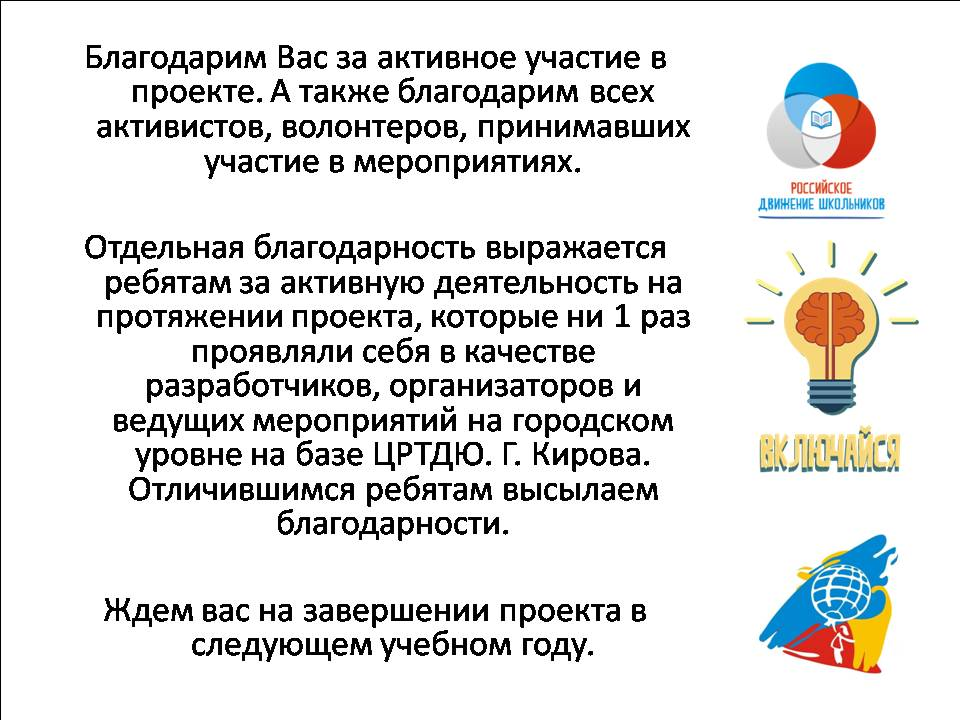 Благодарим Вас за активное участие в
проекте. А также благодарим всех
активистов, волонтеров, принимавших
участие в мероприятиях.
Отдельная благодарность выражается
ребятам за активную деятельность на
протяжении проекта, которые ни 1 раз
проявляли себя в качестве
разработчиков, организаторов и
ведущих мероприятий на городском
уровне на базе ЦРТДЮ. Г. Кирова.
Отличившимся ребятам высылаем
благодарности.
Ждем вас на завершении проекта в
следующем учебном году.
РОССИЙСКОЕ
ДВИЖЕНИЕ ШКОЛЬНИКОВ
ВКЛЮЧАЙСЯ